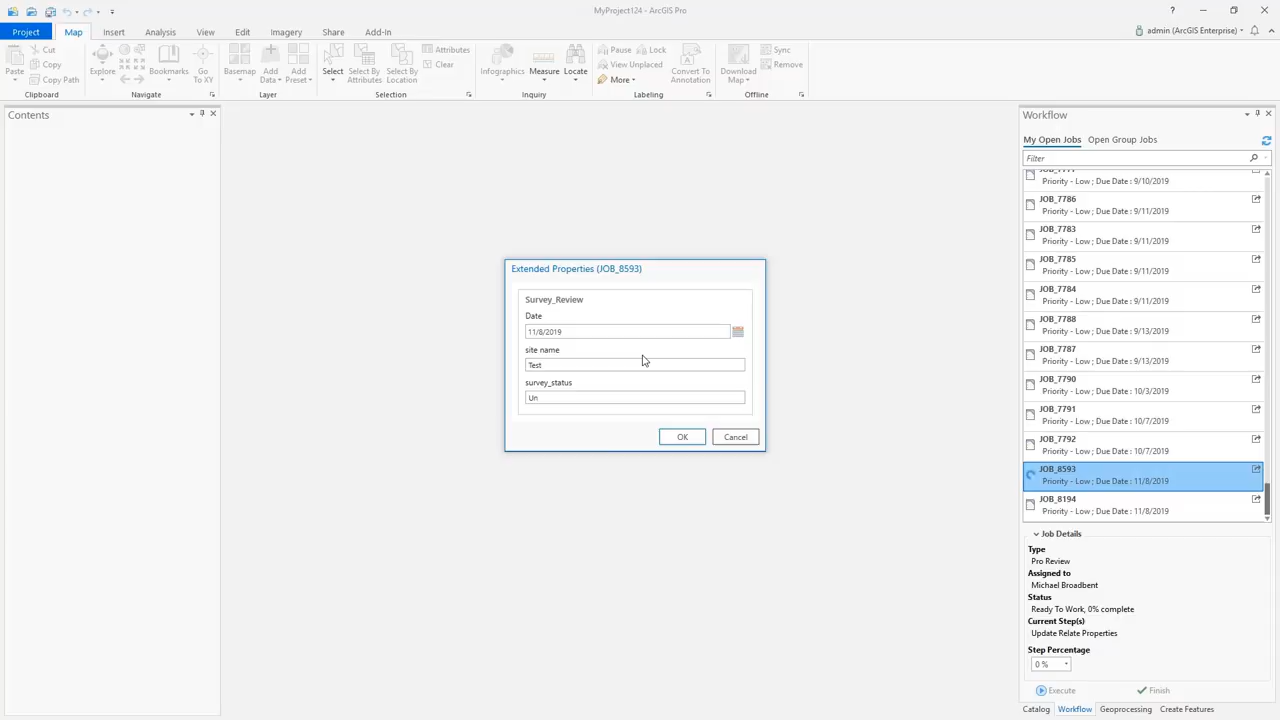 MyProject124 - ArcGIS Pro
?
Project Map Insert Analysis View Edit Imagery Share Add-In
admin (ArcGIS Enterprise)
Paste
Cut
Copy
Copy Path
Clipboard
Explore
Bookmarks
Go To XY
Navigate
Basemap
Add Data
Add Preset
Layer
Select
Select By Attributes
Select By Location
Attributes
Clear
Selection
Infographics
Measure
Locate
Inquiry
Pause
Lock
View Unplaced
More
Convert To Annotation
Labeling
Download Map
Sync
Remove
Offline
Contents
Extended Properties (JOB_8593)
Survey_Review
Date
11/8/2019
site name
Test
survey_status
Un
OK Cancel
Workflow
My Open Jobs Open Group Jobs
Filter
Priority - Low ; Due Date : 9/10/2019
JOB_7786
Priority - Low ; Due Date : 9/11/2019
JOB_7783
Priority - Low ; Due Date : 9/11/2019
JOB_7785
Priority - Low ; Due Date : 9/11/2019
JOB_7784
Priority - Low ; Due Date : 9/11/2019
JOB_7788
Priority - Low ; Due Date : 9/13/2019
JOB_7787
Priority - Low ; Due Date : 9/13/2019
JOB_7790
Priority - Low ; Due Date : 10/3/2019
JOB_7791
Priority - Low ; Due Date : 10/7/2019
JOB_7792
Priority - Low ; Due Date : 10/7/2019
JOB_8593
Priority - Low ; Due Date : 11/8/2019
JOB_8194
Priority - Low ; Due Date : 11/8/2019
Job Details
Type
Pro Review
Assigned to
Michael Broadbent
Status
Ready To Work, 0% complete
Current Step(s)
Update Relate Properties
Step Percentage
0 %
Execute Finish
Catalog Workflow Geoprocessing Create Features